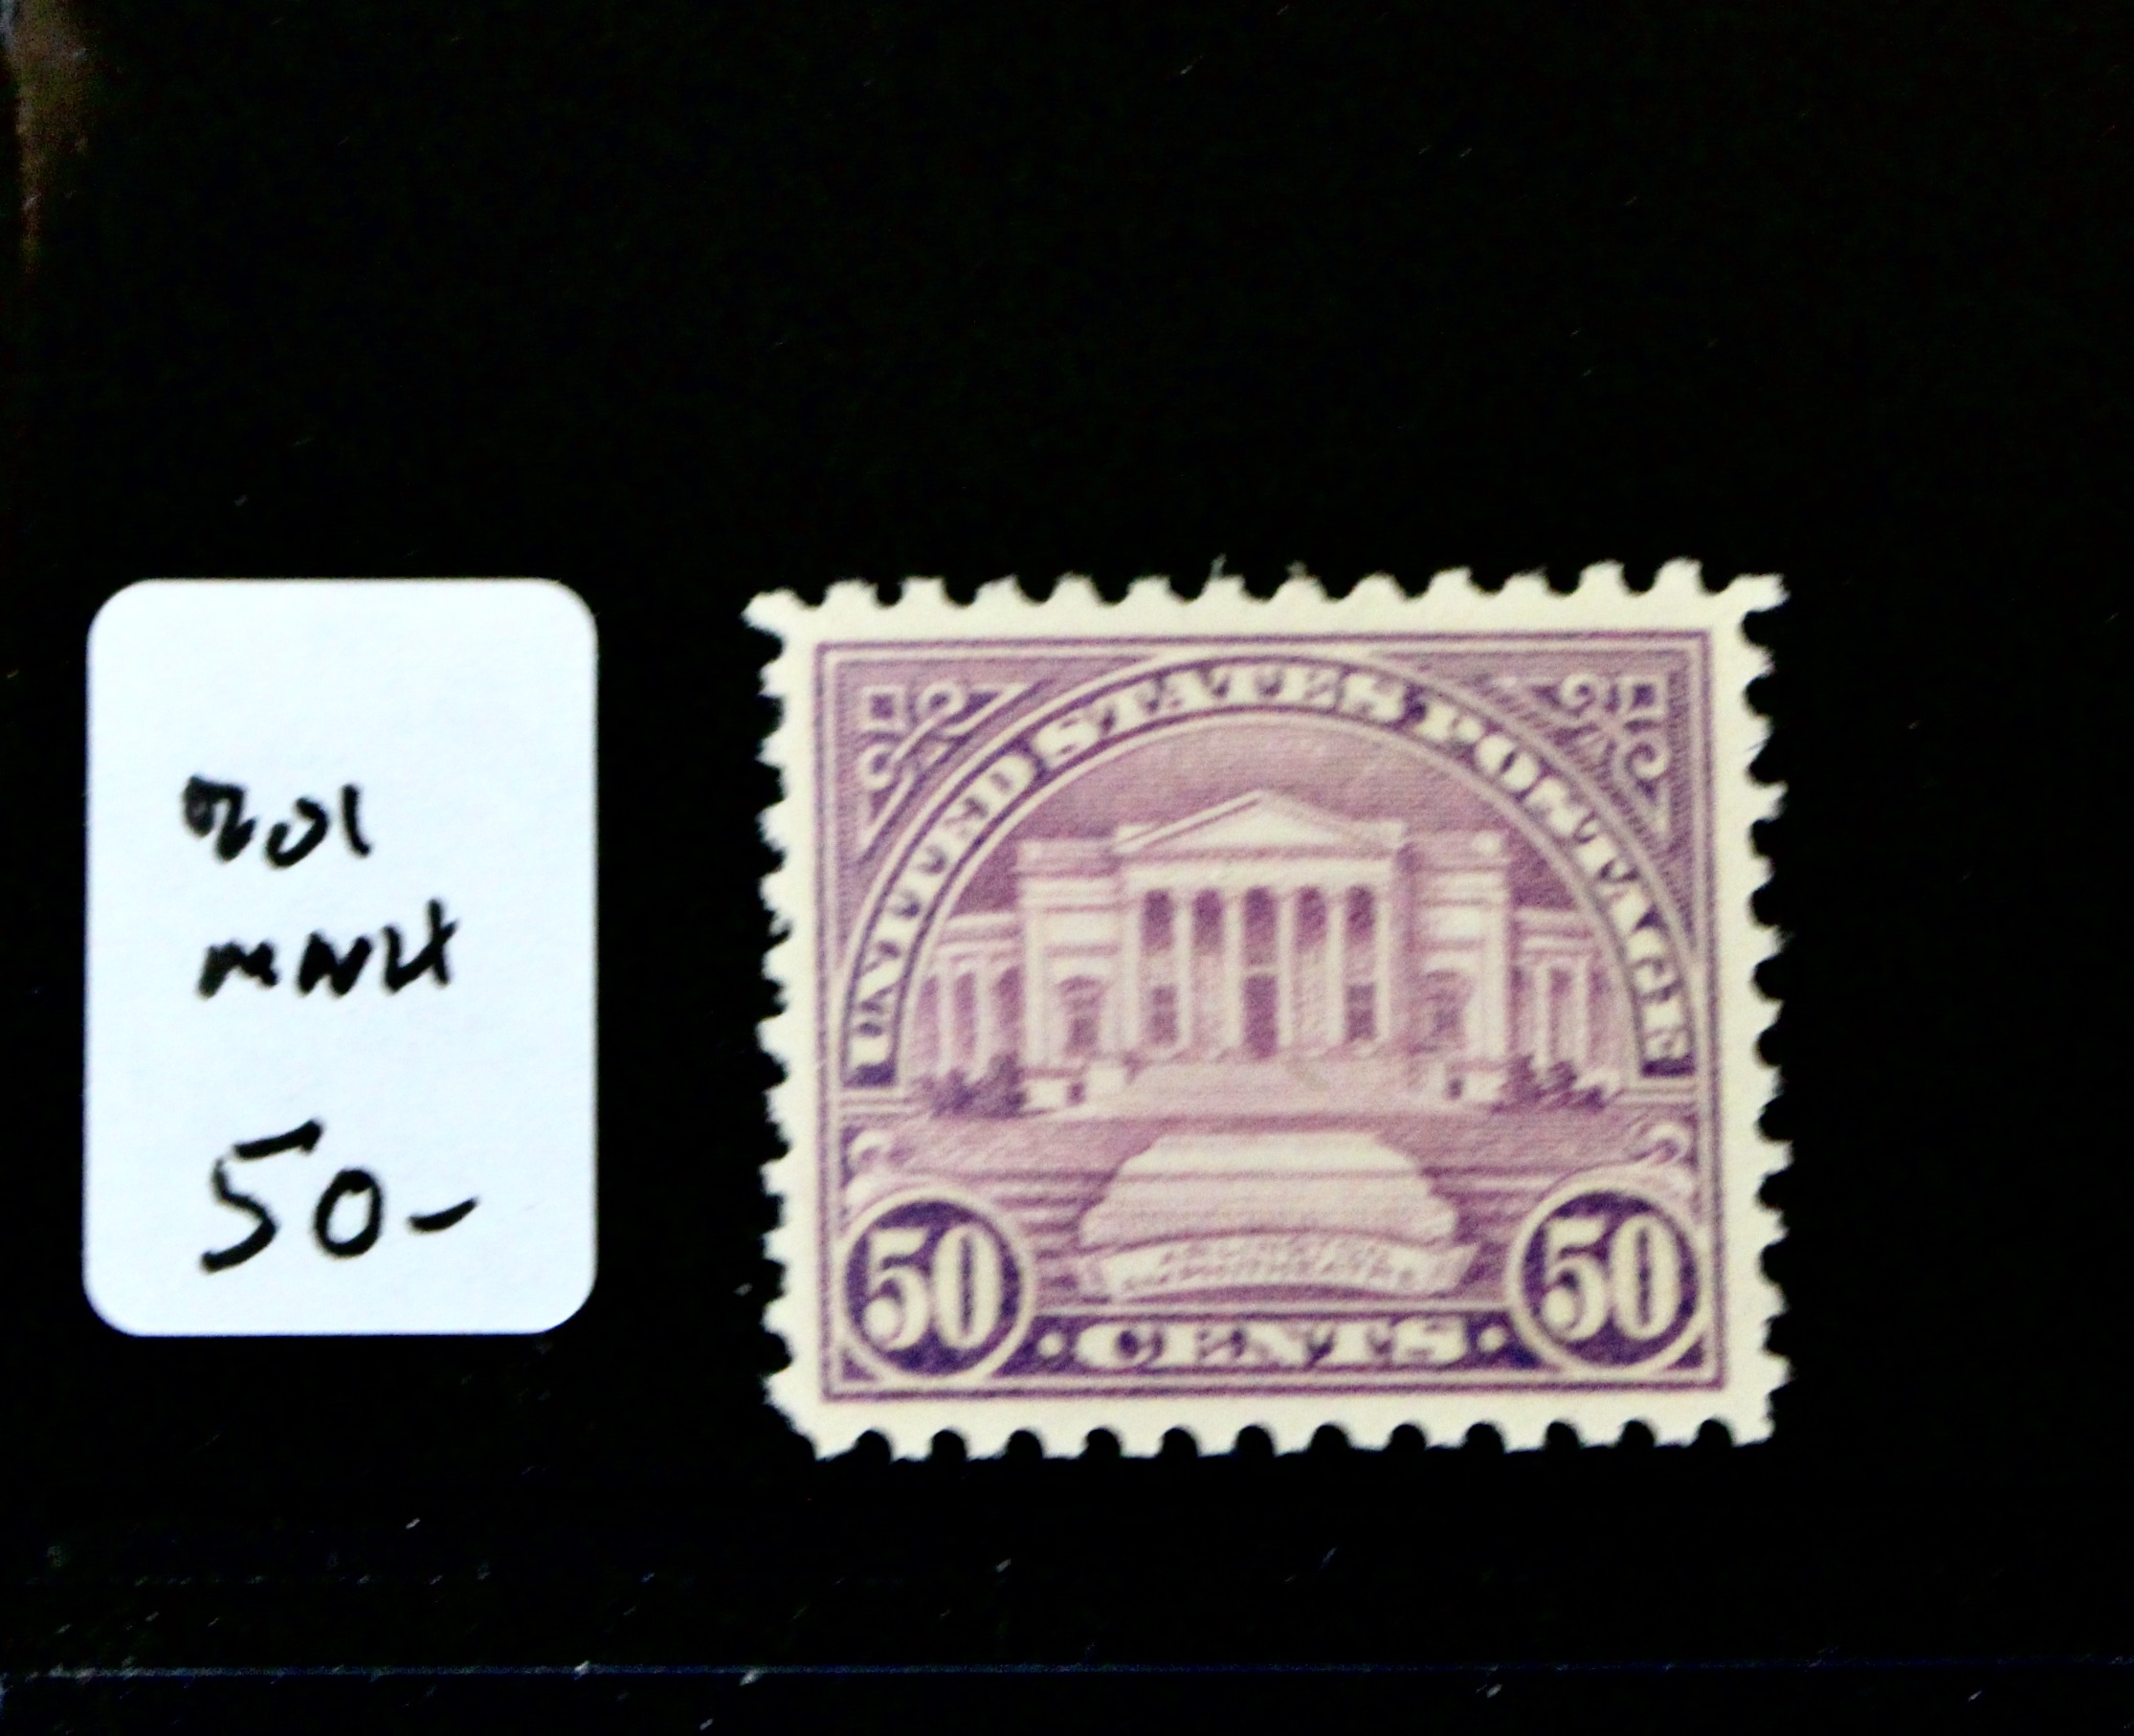 701
MNH
50-
UNITED STATES POSTAGE
50 · CENTS · 50